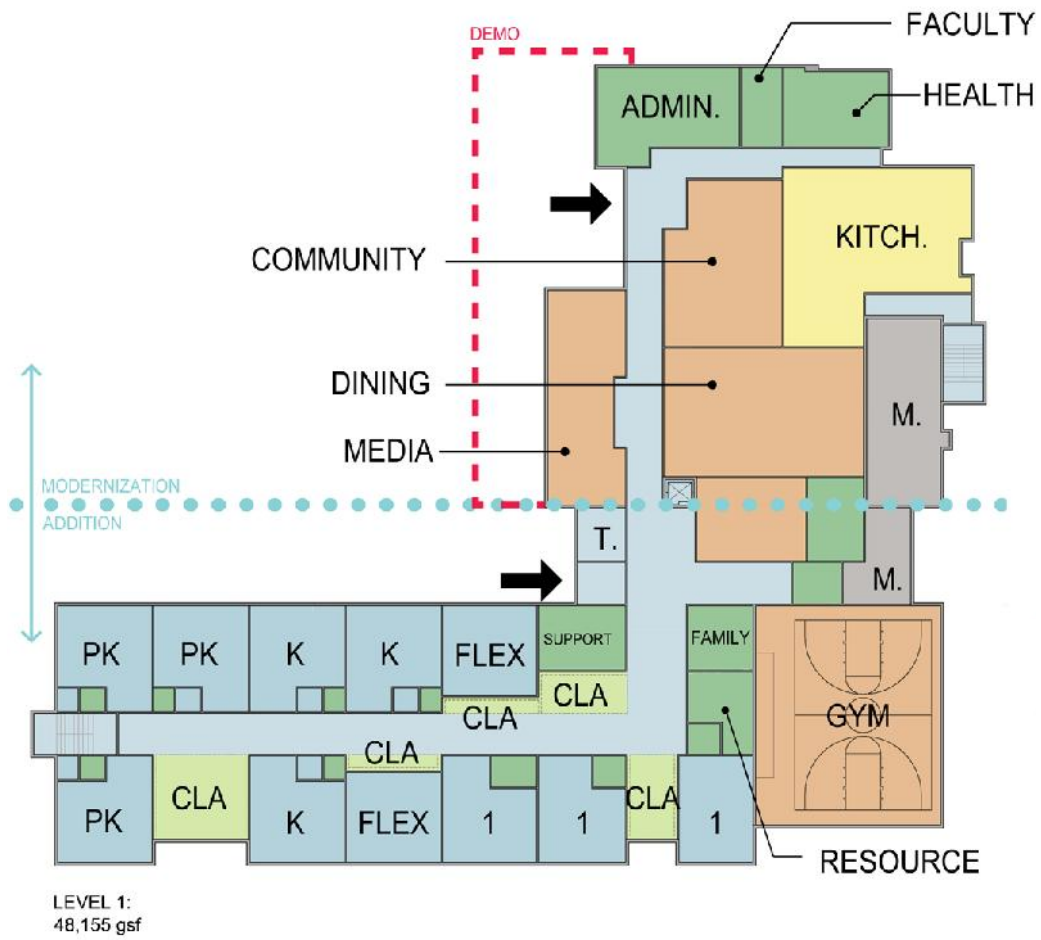 DEMO
FACULTY
ADMIN.
HEALTH
KITCH.
COMMUNITY
DINING
M.
MEDIA
MODERNIZATION
ADDITION
T.
M.
PK
PK
K
K
FLEX
SUPPORT
FAMILY
CLA
CLA
GYM
CLA
PK
CLA
K
FLEX
1
1
CLA
1
RESOURCE
LEVEL 1:
48,155 gsf